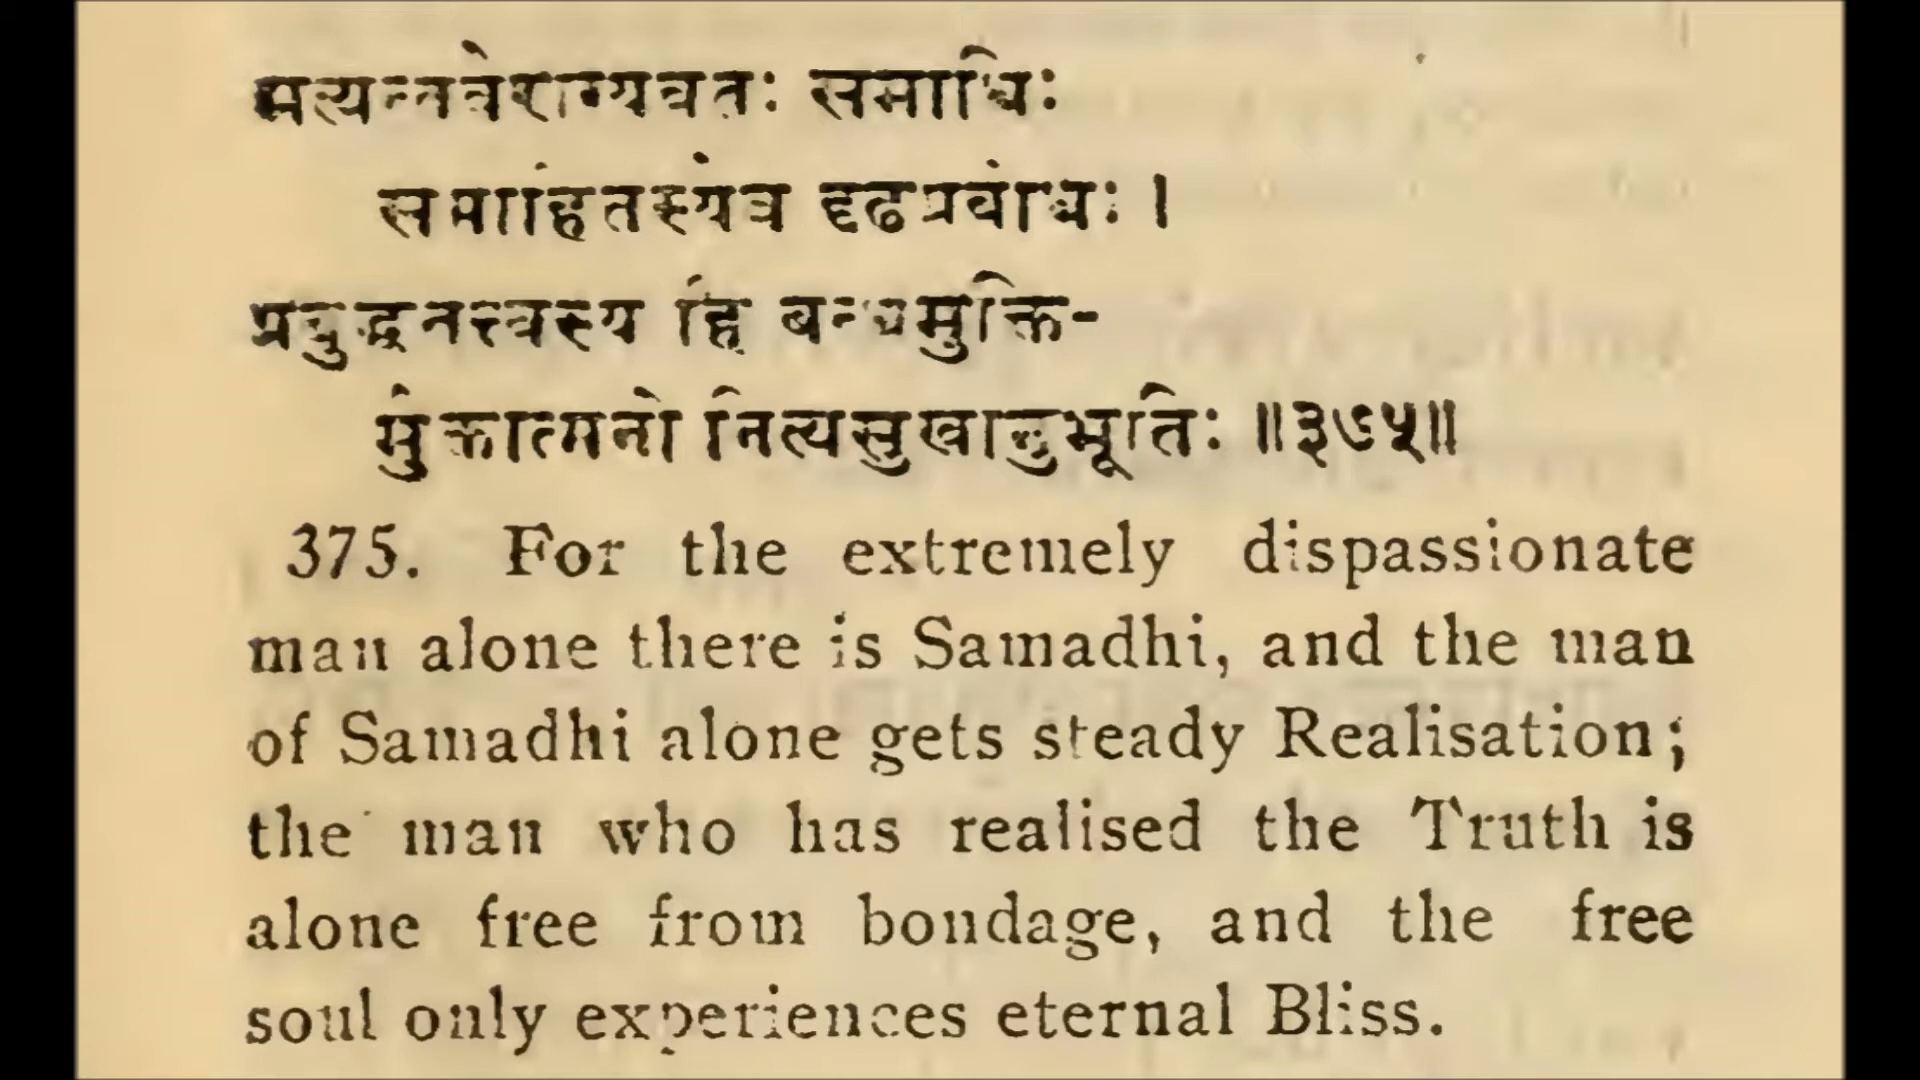 अत्यन्तवैराग्यवतः समाधिः
समाहितस्यैव दृढप्रबोधः ।
प्रबुद्धतत्त्वस्य हि बन्धमुक्ति-
र्मुक्तात्मनो नित्यसुखानुभूतिः ॥३७५॥
375. For the extremely dispassionate
man alone there is Samadhi, and the man
of Samadhi alone gets steady Realisation;
the man who has realised the Truth is
alone free from bondage, and the free
soul only experiences eternal Bliss.